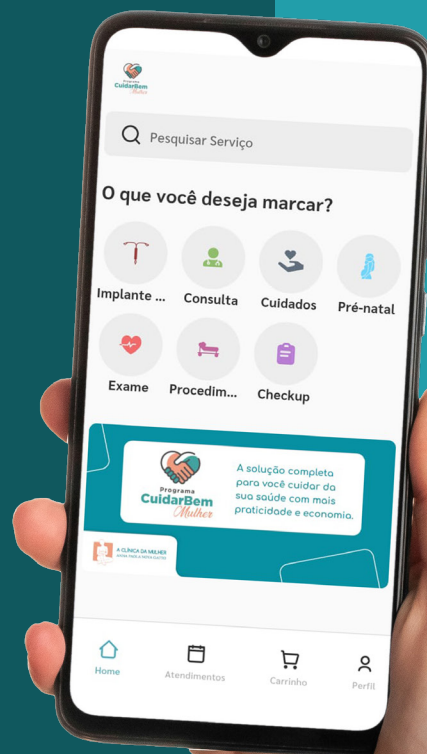 Programa
CuidarBem
Mulher
Pesquisar Serviço
O que você deseja marcar?
Implante ...
Consulta
Cuidados
Pré-natal
Exame
Procedim...
Checkup
Programa
CuidarBem
Mulher
A solução completa
para você cuidar da
sua saúde com mais
praticidade e economia.
A CLÍNICA DA MULHER
Home
Atendimentos
Carrinho
Perfil